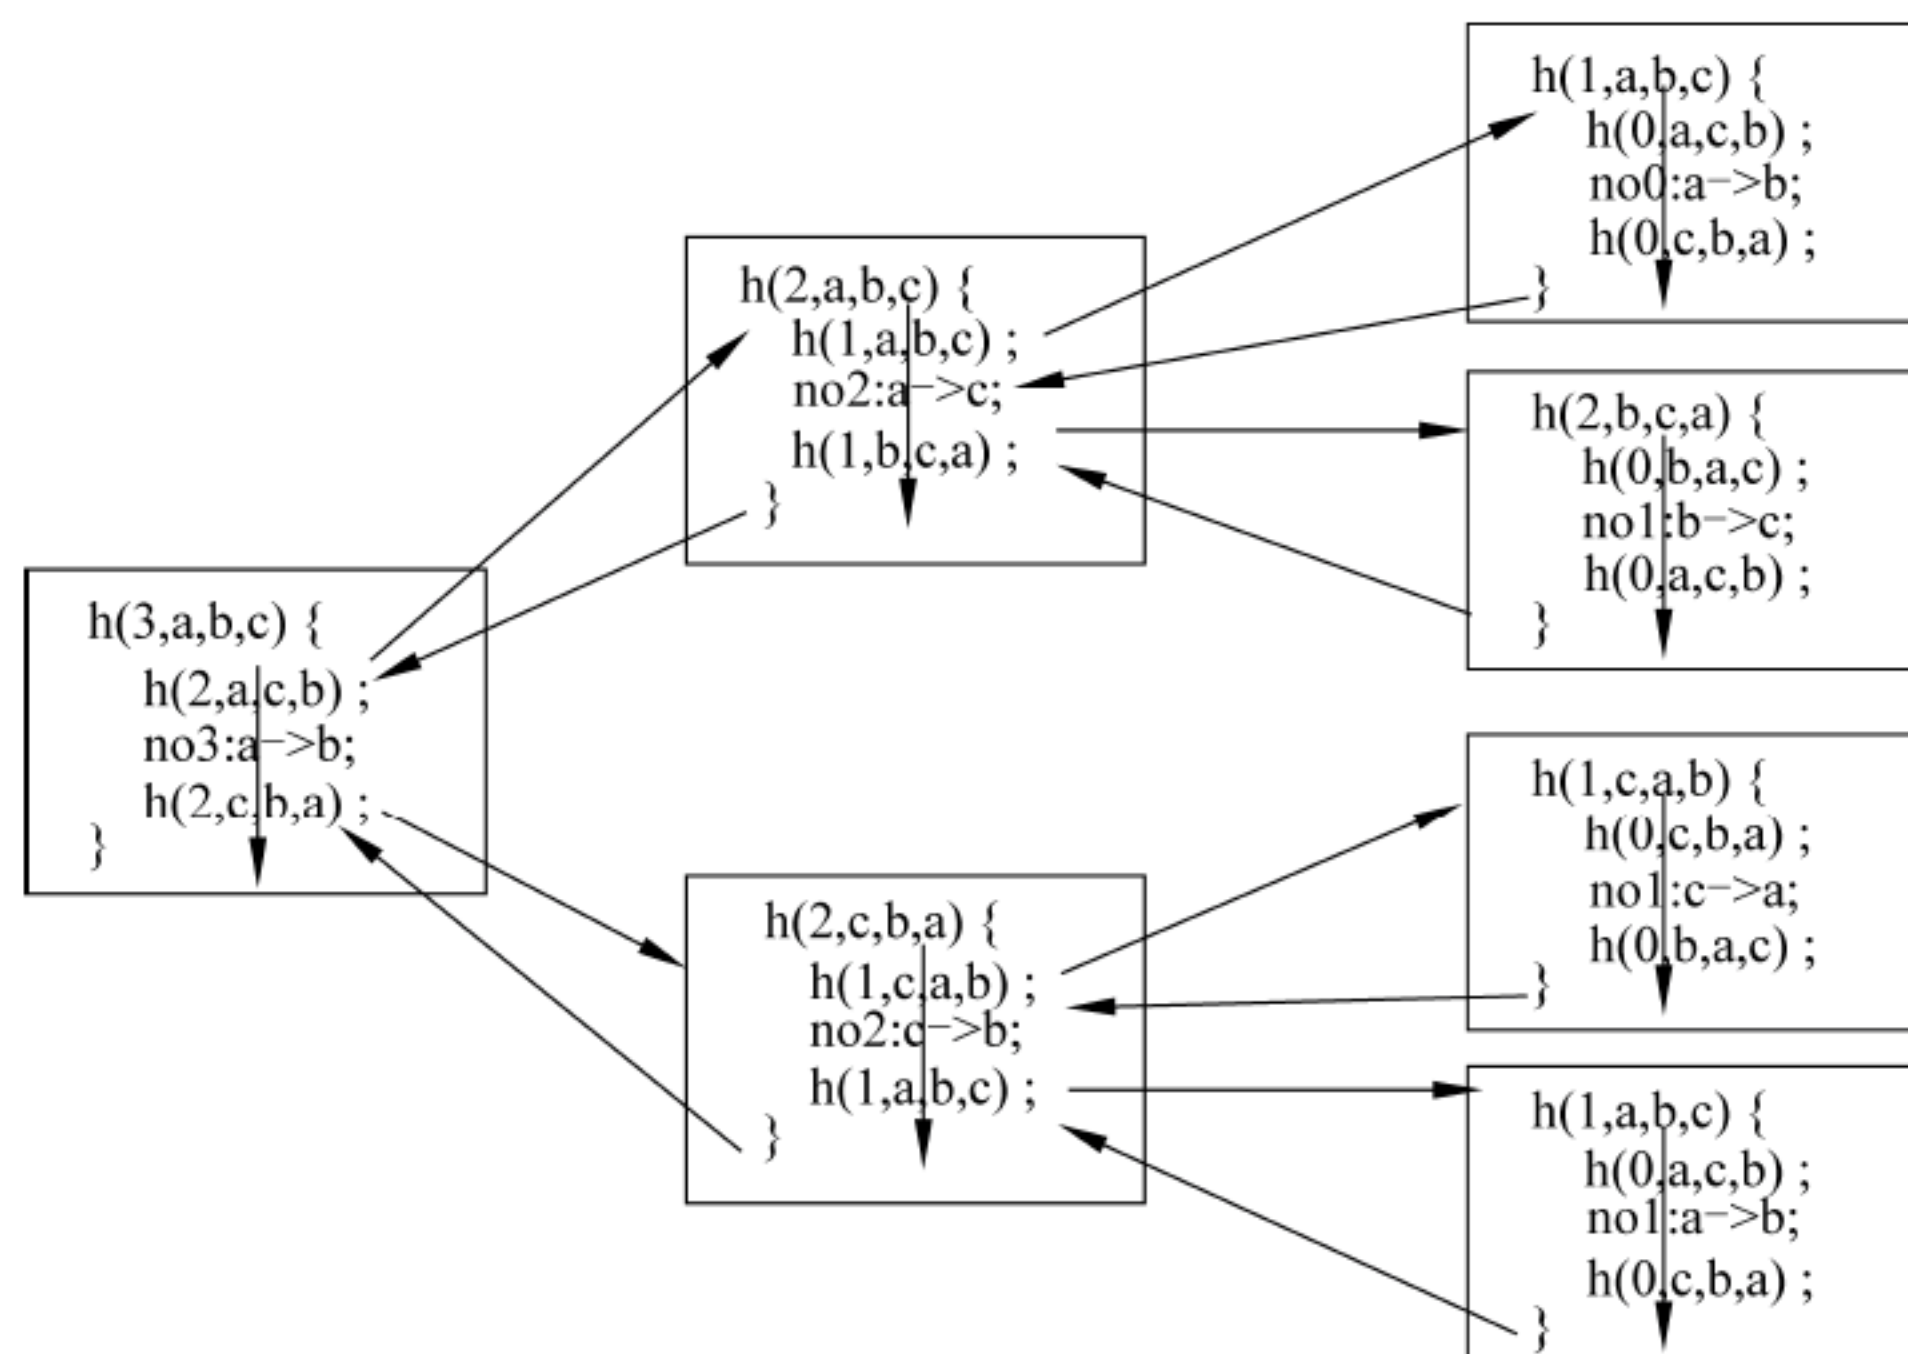 h(3,a,b,c) {
h(2,a,c,b) ;
no3:a->b;
h(2,c,b,a) ;
}
h(2,a,b,c) {
h(1,a,b,c) ;
no2:a->c;
h(1,b,c,a) ;
}
h(2,c,b,a) {
h(1,c,a,b) ;
no2:c->b;
h(1,a,b,c) ;
}
h(1,a,b,c) {
h(0,a,c,b) ;
no0:a->b;
h(0,c,b,a) ;
}
h(2,b,c,a) {
h(0,b,a,c) ;
no1:b->c;
h(0,a,c,b) ;
}
h(1,c,a,b) {
h(0,c,b,a) ;
no1:c->a;
h(0,b,a,c) ;
}
h(1,a,b,c) {
h(0,a,c,b) ;
no1:a->b;
h(0,c,b,a) ;
}